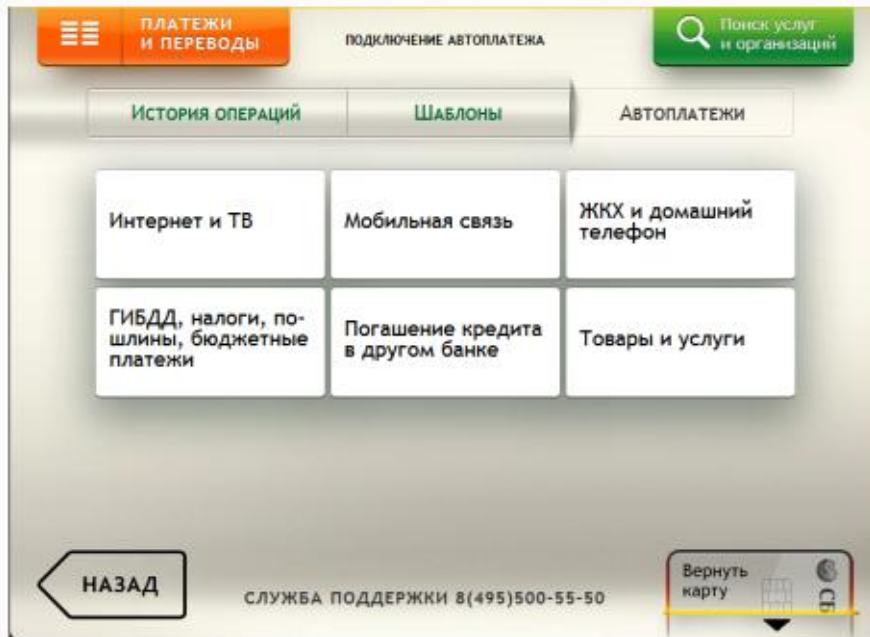 ПЛАТЕЖИ
И ПЕРЕВОДЫ
ПОДКЛЮЧЕНИЕ АВТОПЛАТЕЖА
Поиск услуг
и организаций
ИСТОРИЯ ОПЕРАЦИЙ
ШАБЛОНЫ
АВТОПЛАТЕЖИ
Интернет и ТВ
Мобильная связь
ЖКХ и домашний
телефон
ГИБДД, налоги, по-
шлины, бюджетные
платежи
Погашение кредита
в другом банке
Товары и услуги
НАЗАД
СЛУЖБА ПОДДЕРЖКИ 8(495)500-55-50
Вернуть
карту
СБ